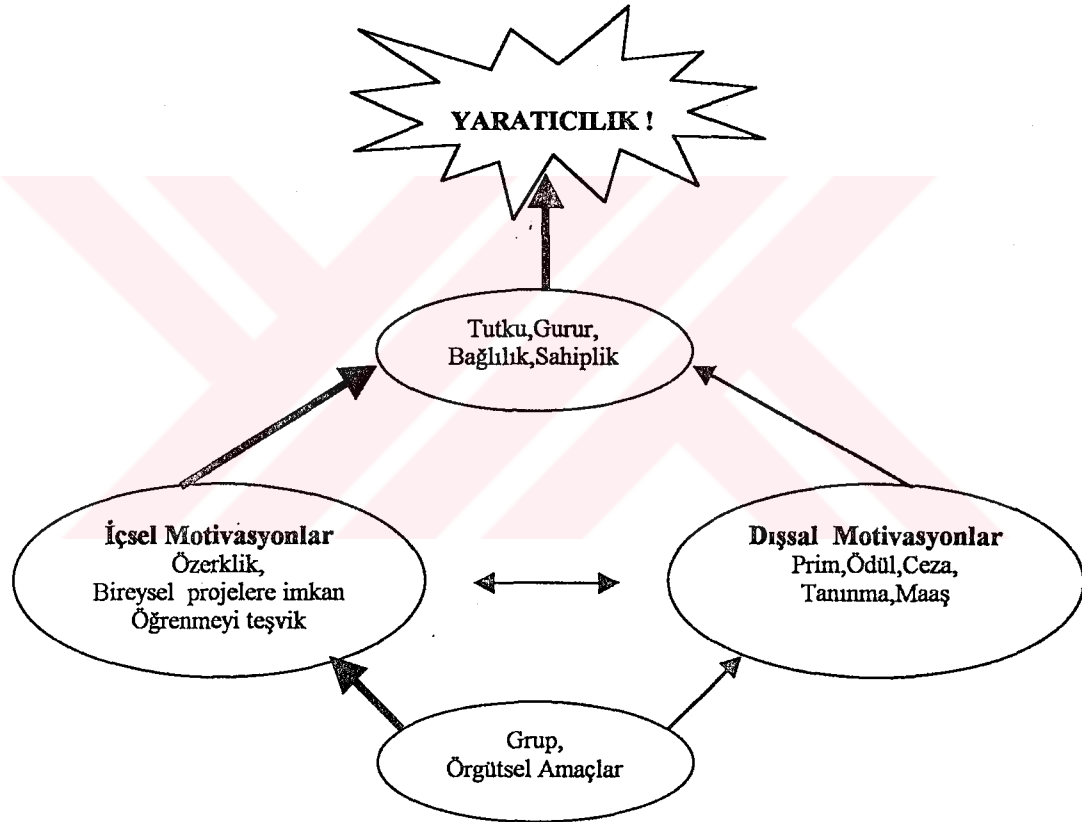 YARATICILIK !
Tutku,Gurur,
Bağlılık,Sahiplik
İçsel Motivasyonlar
Özerklik,
Bireysel projelere imkan
Öğrenmeyi teşvik
Dışsal Motivasyonlar
Prim,Ödül,Ceza,
Tanınma,Maaş
Grup,
Örgütsel Amaçlar